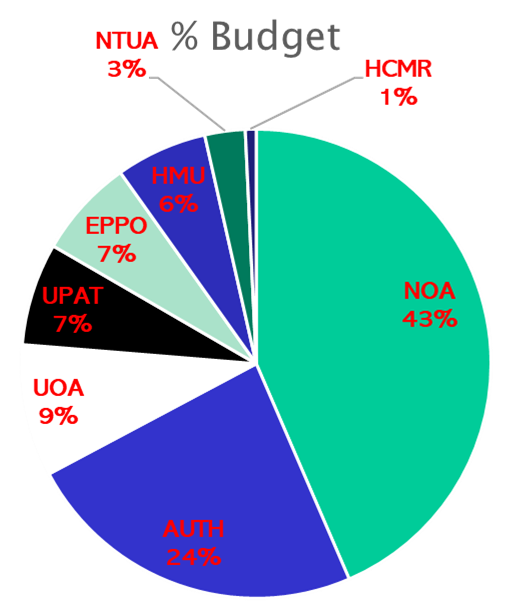 % Budget
NTUA
3%
HCMR
1%
HMU
6%
EPPO
7%
NOA
43%
UPAT
7%
UOA
9%
AUTH
24%